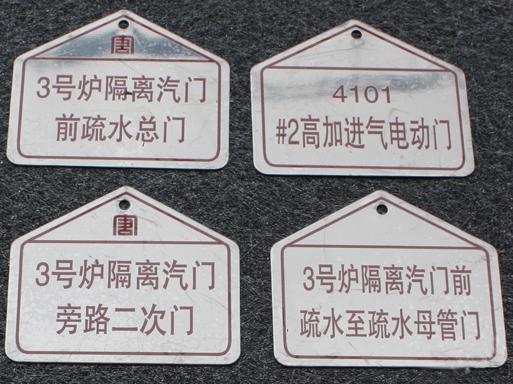 唐
3号炉隔离汽门
前疏水总门
4101
#2高加进气电动门
唐
3号炉隔离汽门
旁路二次门
3号炉隔离汽门前
疏水至疏水母管门